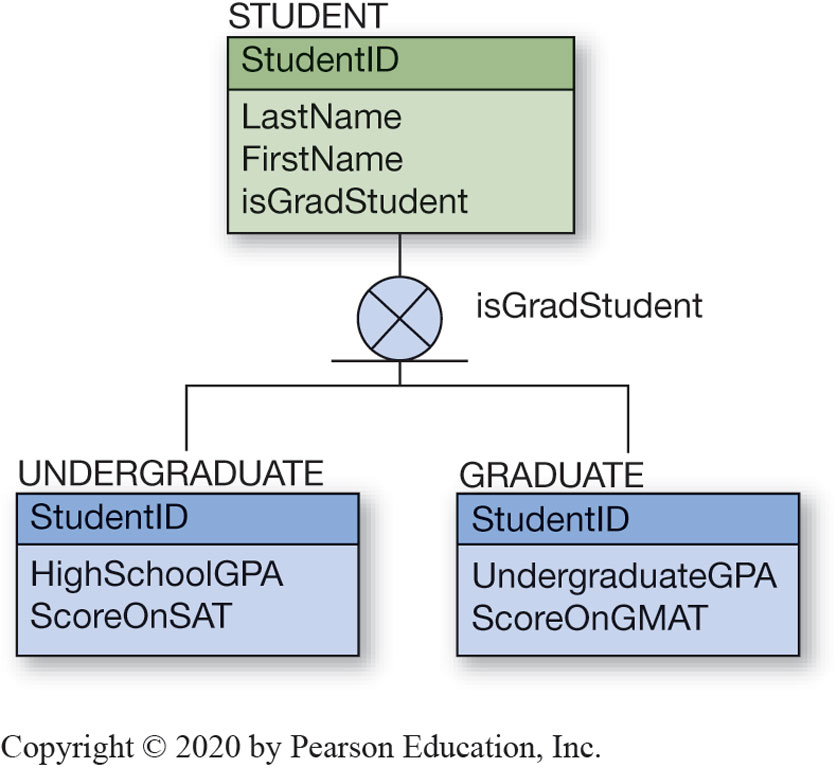 STUDENT
StudentID
LastName
FirstName
isGradStudent
isGradStudent
UNDERGRADUATE
StudentID
HighSchoolGPA
ScoreOnSAT
GRADUATE
StudentID
UndergraduateGPA
ScoreOnGMAT
Copyright © 2020 by Pearson Education, Inc.